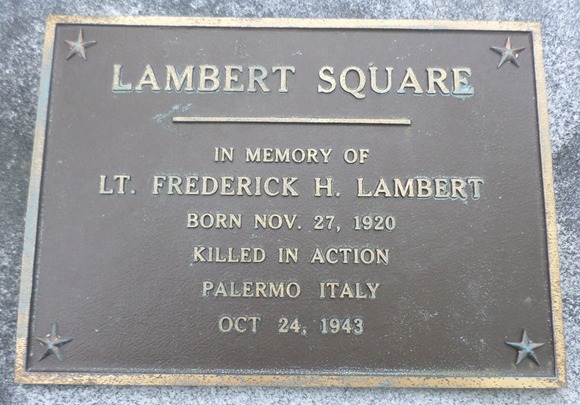 LAMBERT SQUARE
IN MEMORY OF
LT. FREDERICK H. LAMBERT
BORN NOV. 27, 1920
KILLED IN ACTION
PALERMO ITALY
OCT 24, 1943